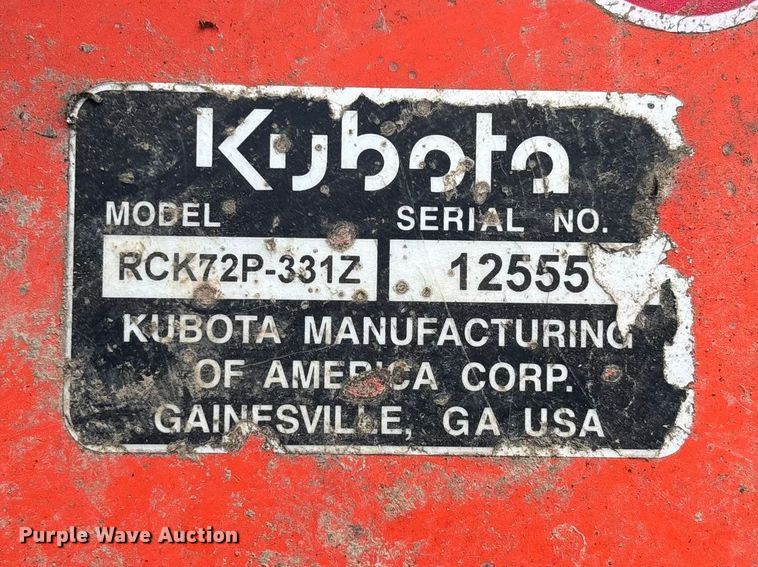 Kubota
MODEL SERIAL NO.
RCK72P-331Z 12555
KUBOTA MANUFACTURING
OF AMERICA CORP.
GAINESVILLE, GA USA
Purple Wave Auction